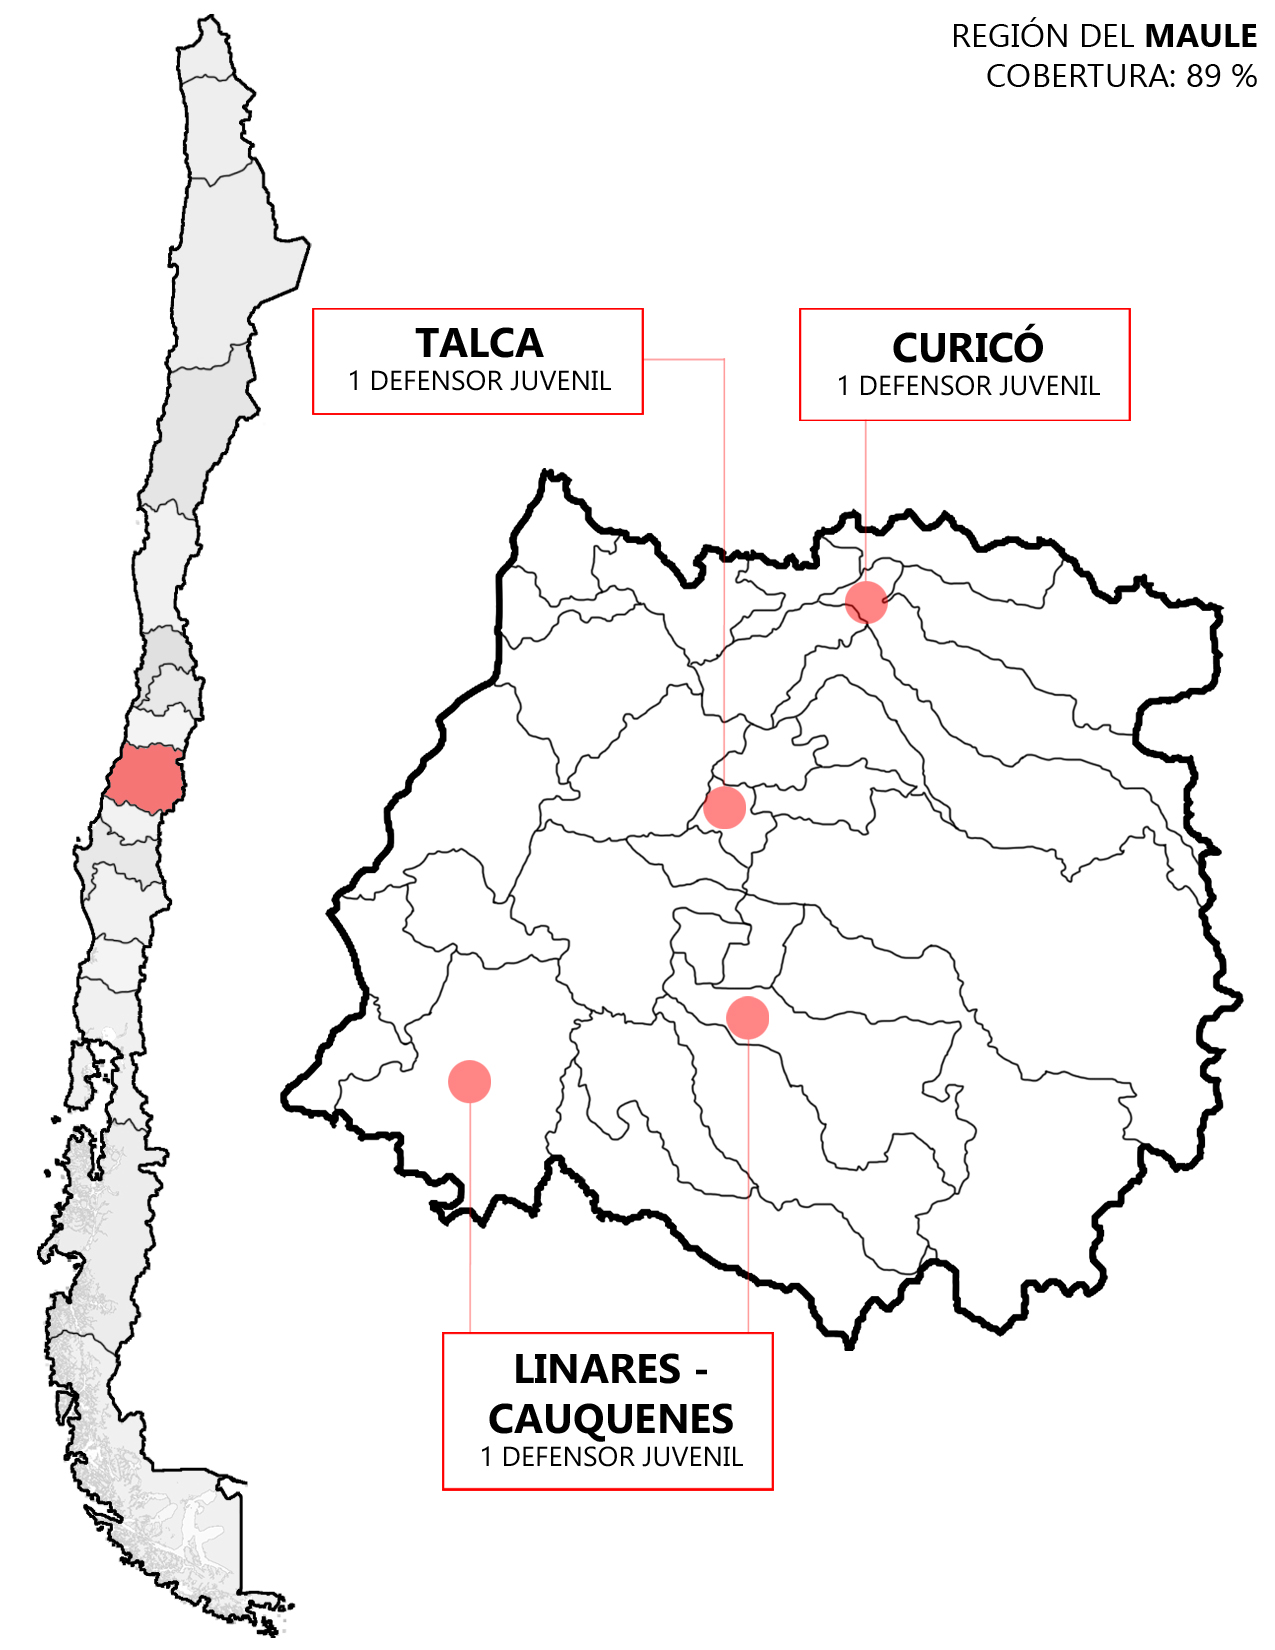 REGIÓN DEL MAULE
COBERTURA: 89 %
TALCA
1 DEFENSOR JUVENIL
CURICÓ
1 DEFENSOR JUVENIL
LINARES -
CAUQUENES
1 DEFENSOR JUVENIL